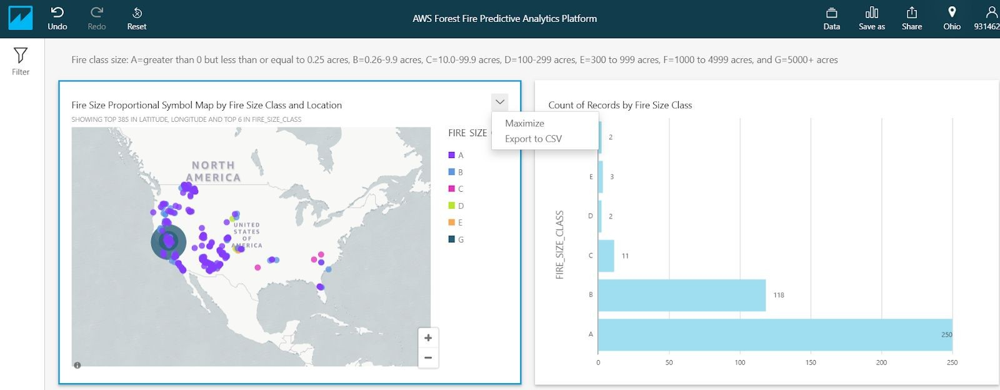 Undo
Redo
Reset
AWS Forest Fire Predictive Analytics Platform
Data
Save as
Share
Ohio
931462
Filter
Fire class size: A=greater than 0 but less than or equal to 0.25 acres, B=0.26-9.9 acres, C=10.0-99.9 acres, D=100-299 acres, E=300 to 999 acres, F=1000 to 4999 acres, and G=5000+ acres
Fire Size Proportional Symbol Map by Fire Size Class and Location
SHOWING TOP 385 IN LATITUDE, LONGITUDE AND TOP 6 IN FIRE_SIZE_CLASS
Maximize
Export to CSV
NORTH
AMERICA
UNITED
STATES
OF
AMERICA
FIRE_SIZE
A
B
C
D
E
G
+
−
Count of Records by Fire Size Class
FIRE_SIZE_CLASS
2
E 3
D 2
C 11
B 118
A 250
0 50 100 150 200 250